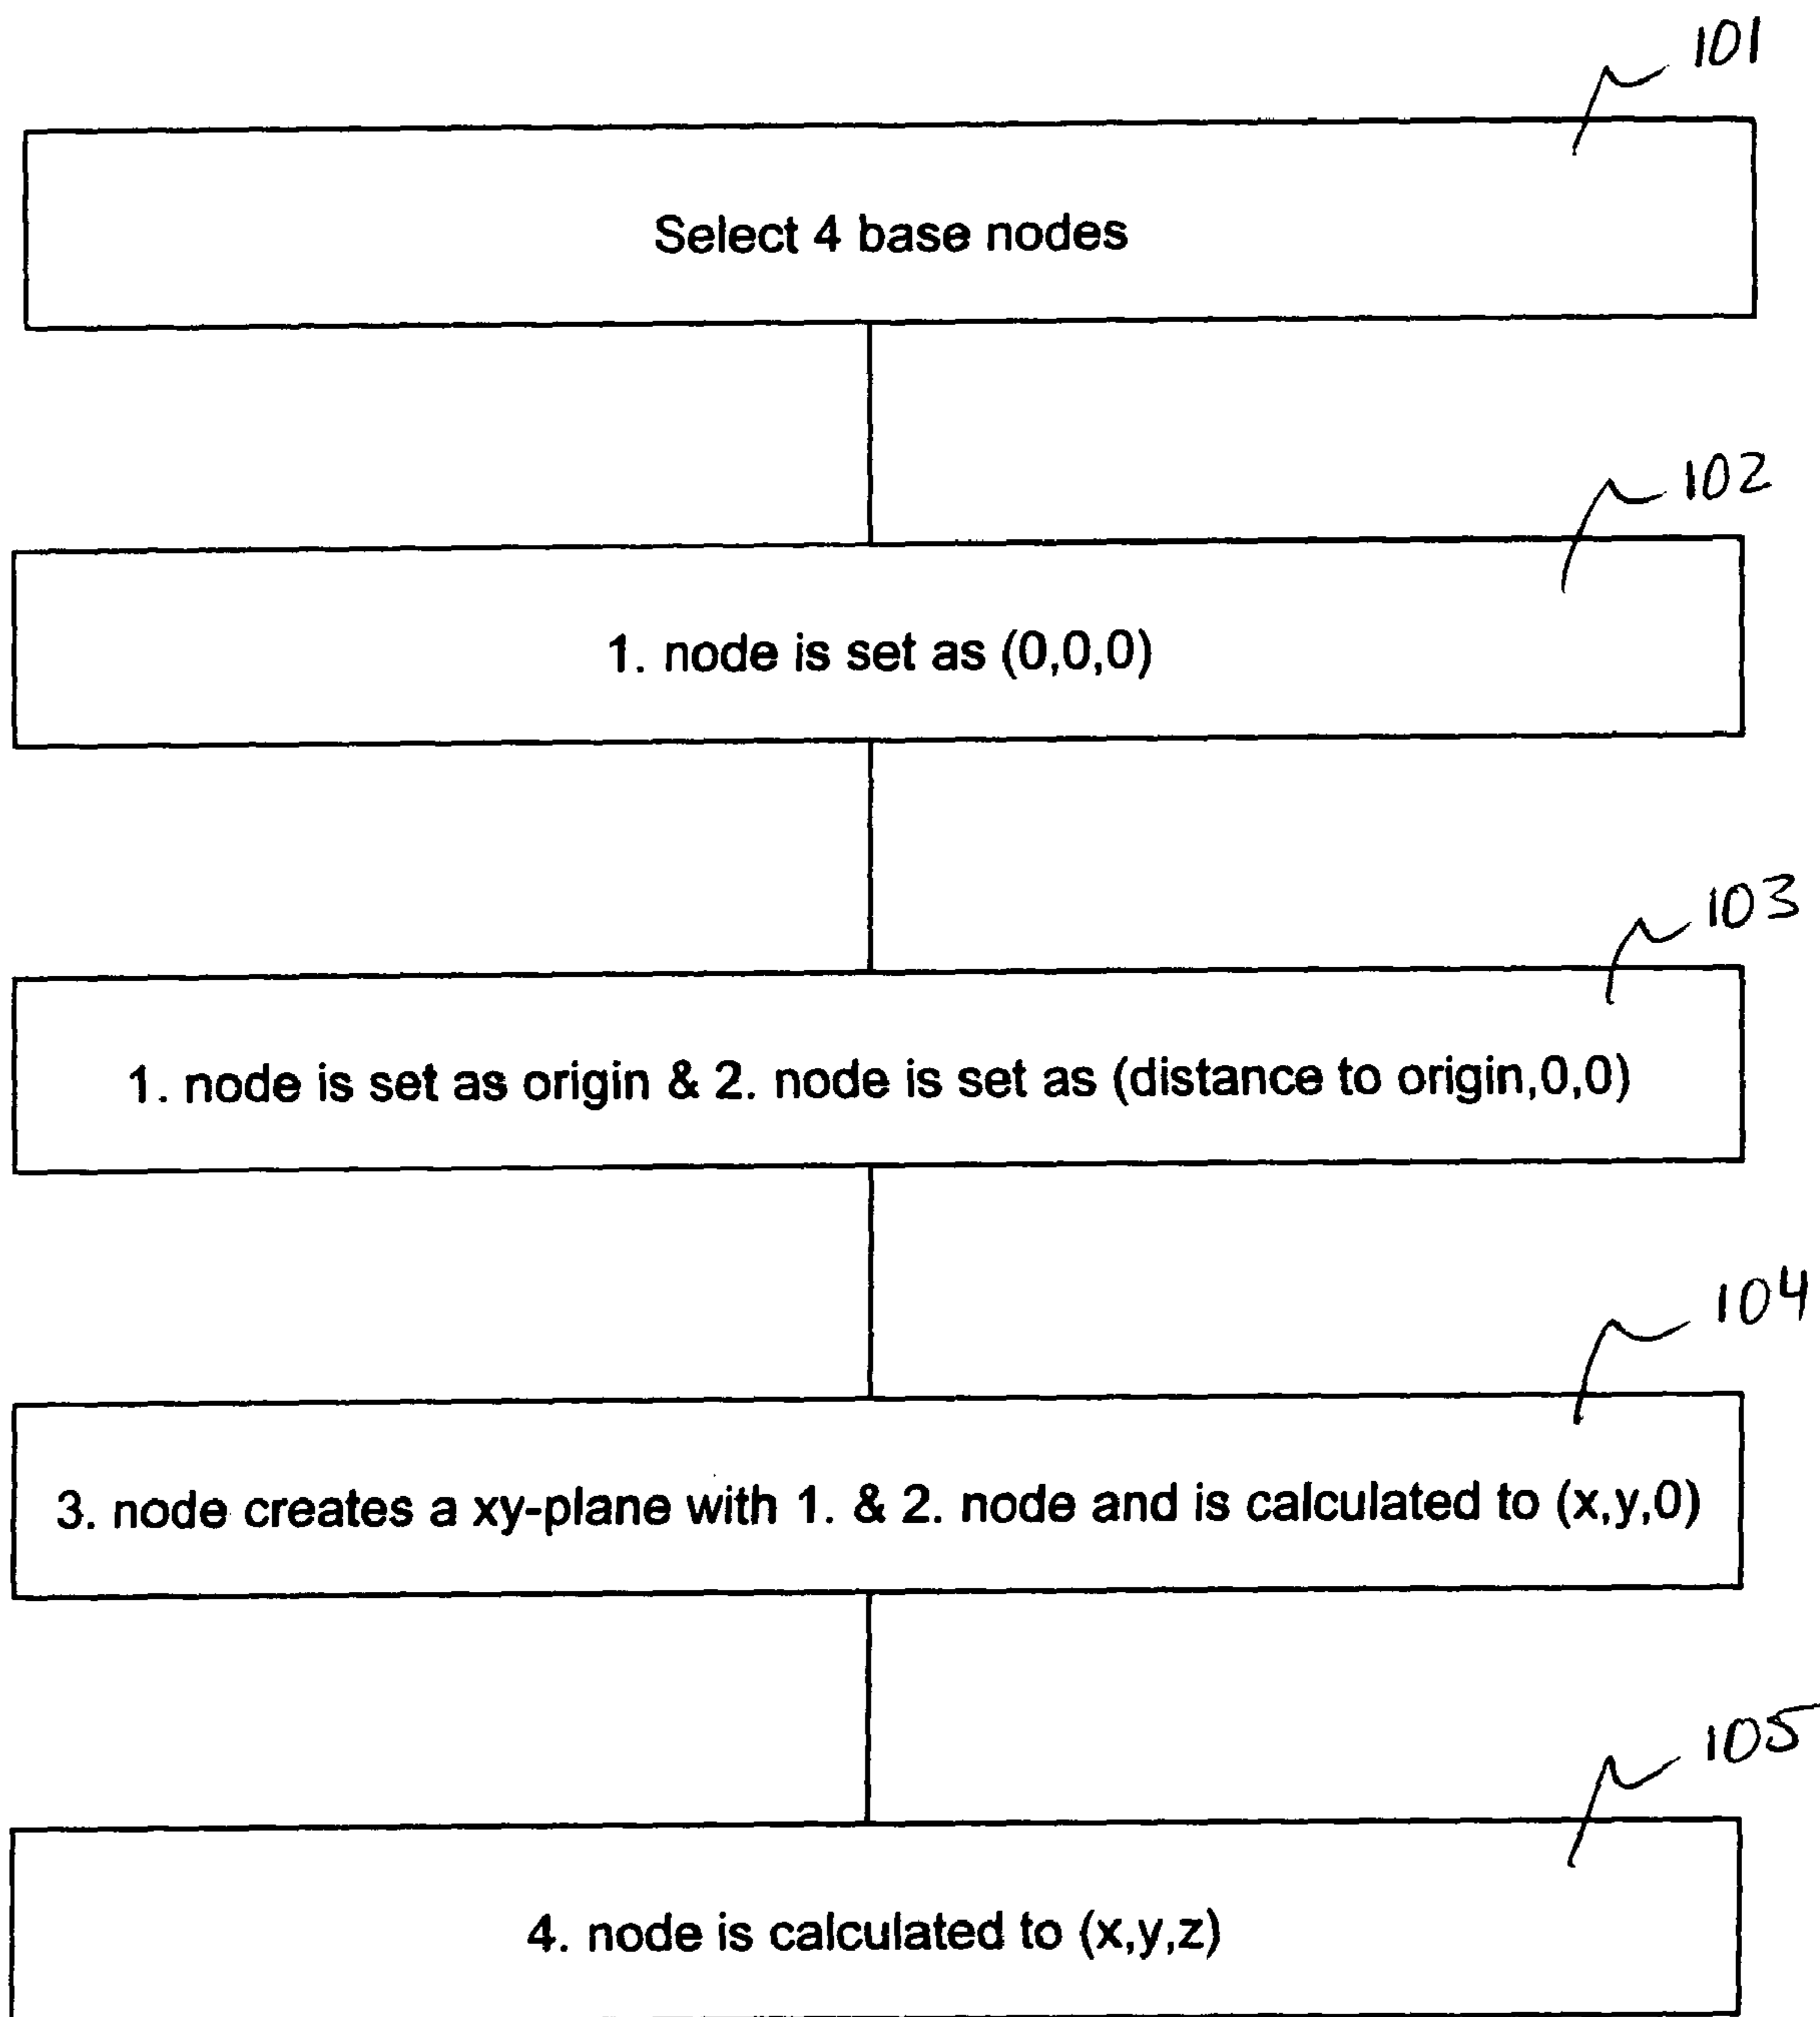 101
Select 4 base nodes
102
1. node is set as (0,0,0)
103
1. node is set as origin & 2. node is set as (distance to origin,0,0)
104
3. node creates a xy-plane with 1. & 2. node and is calculated to (x,y,0)
105
4. node is calculated to (x,y,z)